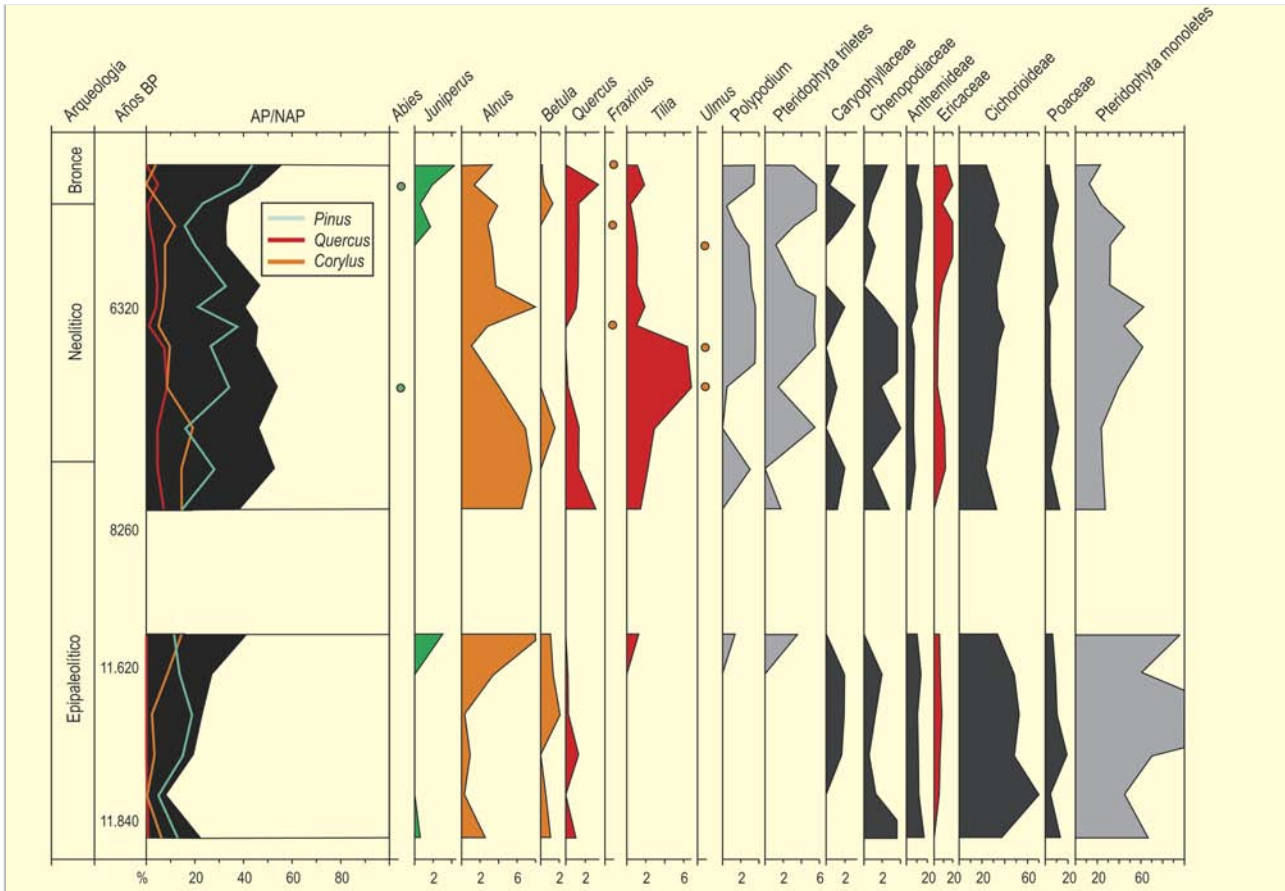 Arqueologia
Años BP
AP/NAP
Abies
Juniperus
Alnus
Betula
Quercus
Fraxinus
Tilia
Ulmus
Polypodium
Pteridophyta triletes
Caryophyllaceae
Chenopodiaceae
Anthemideae
Ericaceae
Cichorioideae
Poaceae
Pteridophyta monoletes
Bronce
Neolítico
Epipaleolítico
Pinus
Quercus
Corylus
6320
8260
11.620
11.840
% 20 40 60 80 2 2 6 2 2 2 6 2 2 6 2 2 20 20 20 60 20 20 60